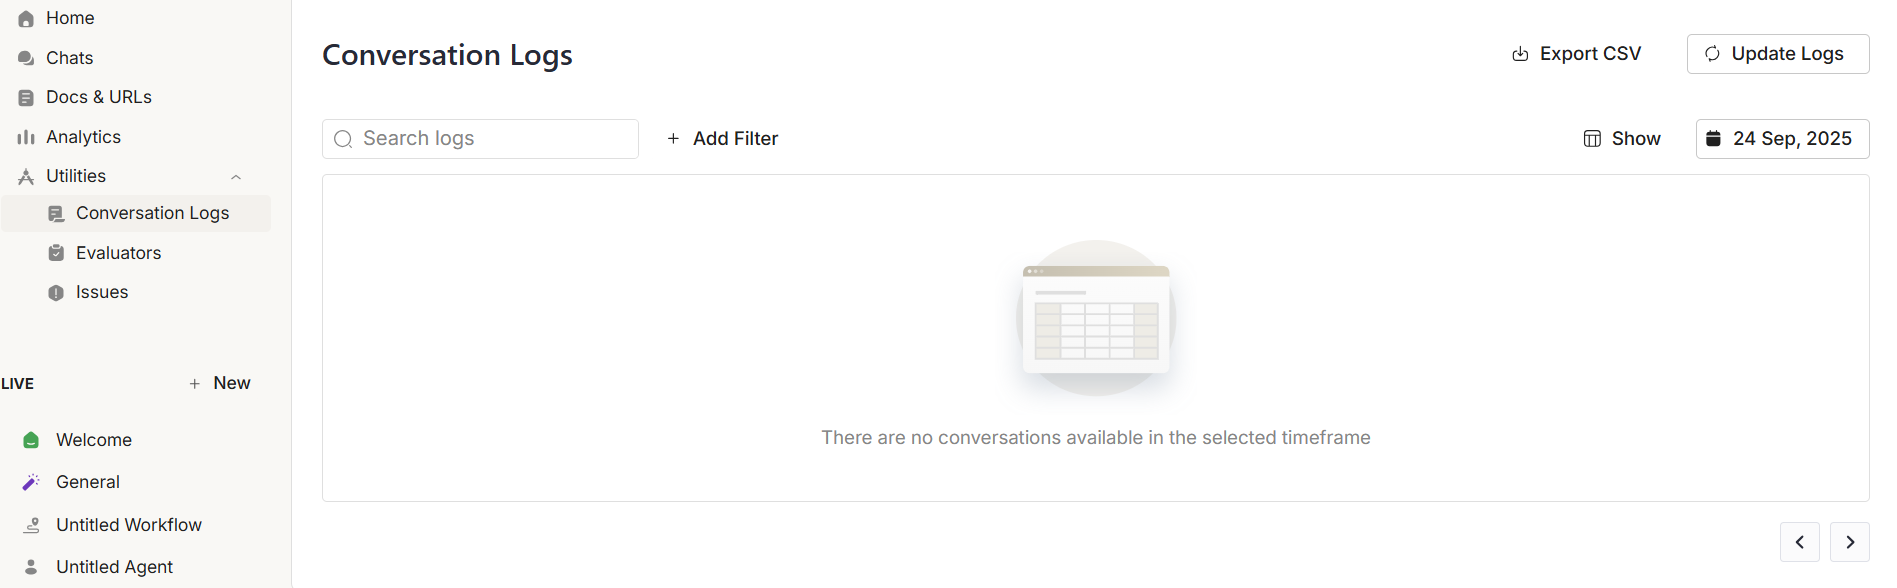 Home
Chats
Docs & URLs
Analytics
Utilities
Conversation Logs
Evaluators
Issues
LIVE
New
Welcome
General
Untitled Workflow
Untitled Agent
Conversation Logs
Export CSV
Update Logs
Search logs
Add Filter
Show
24 Sep, 2025
There are no conversations available in the selected timeframe